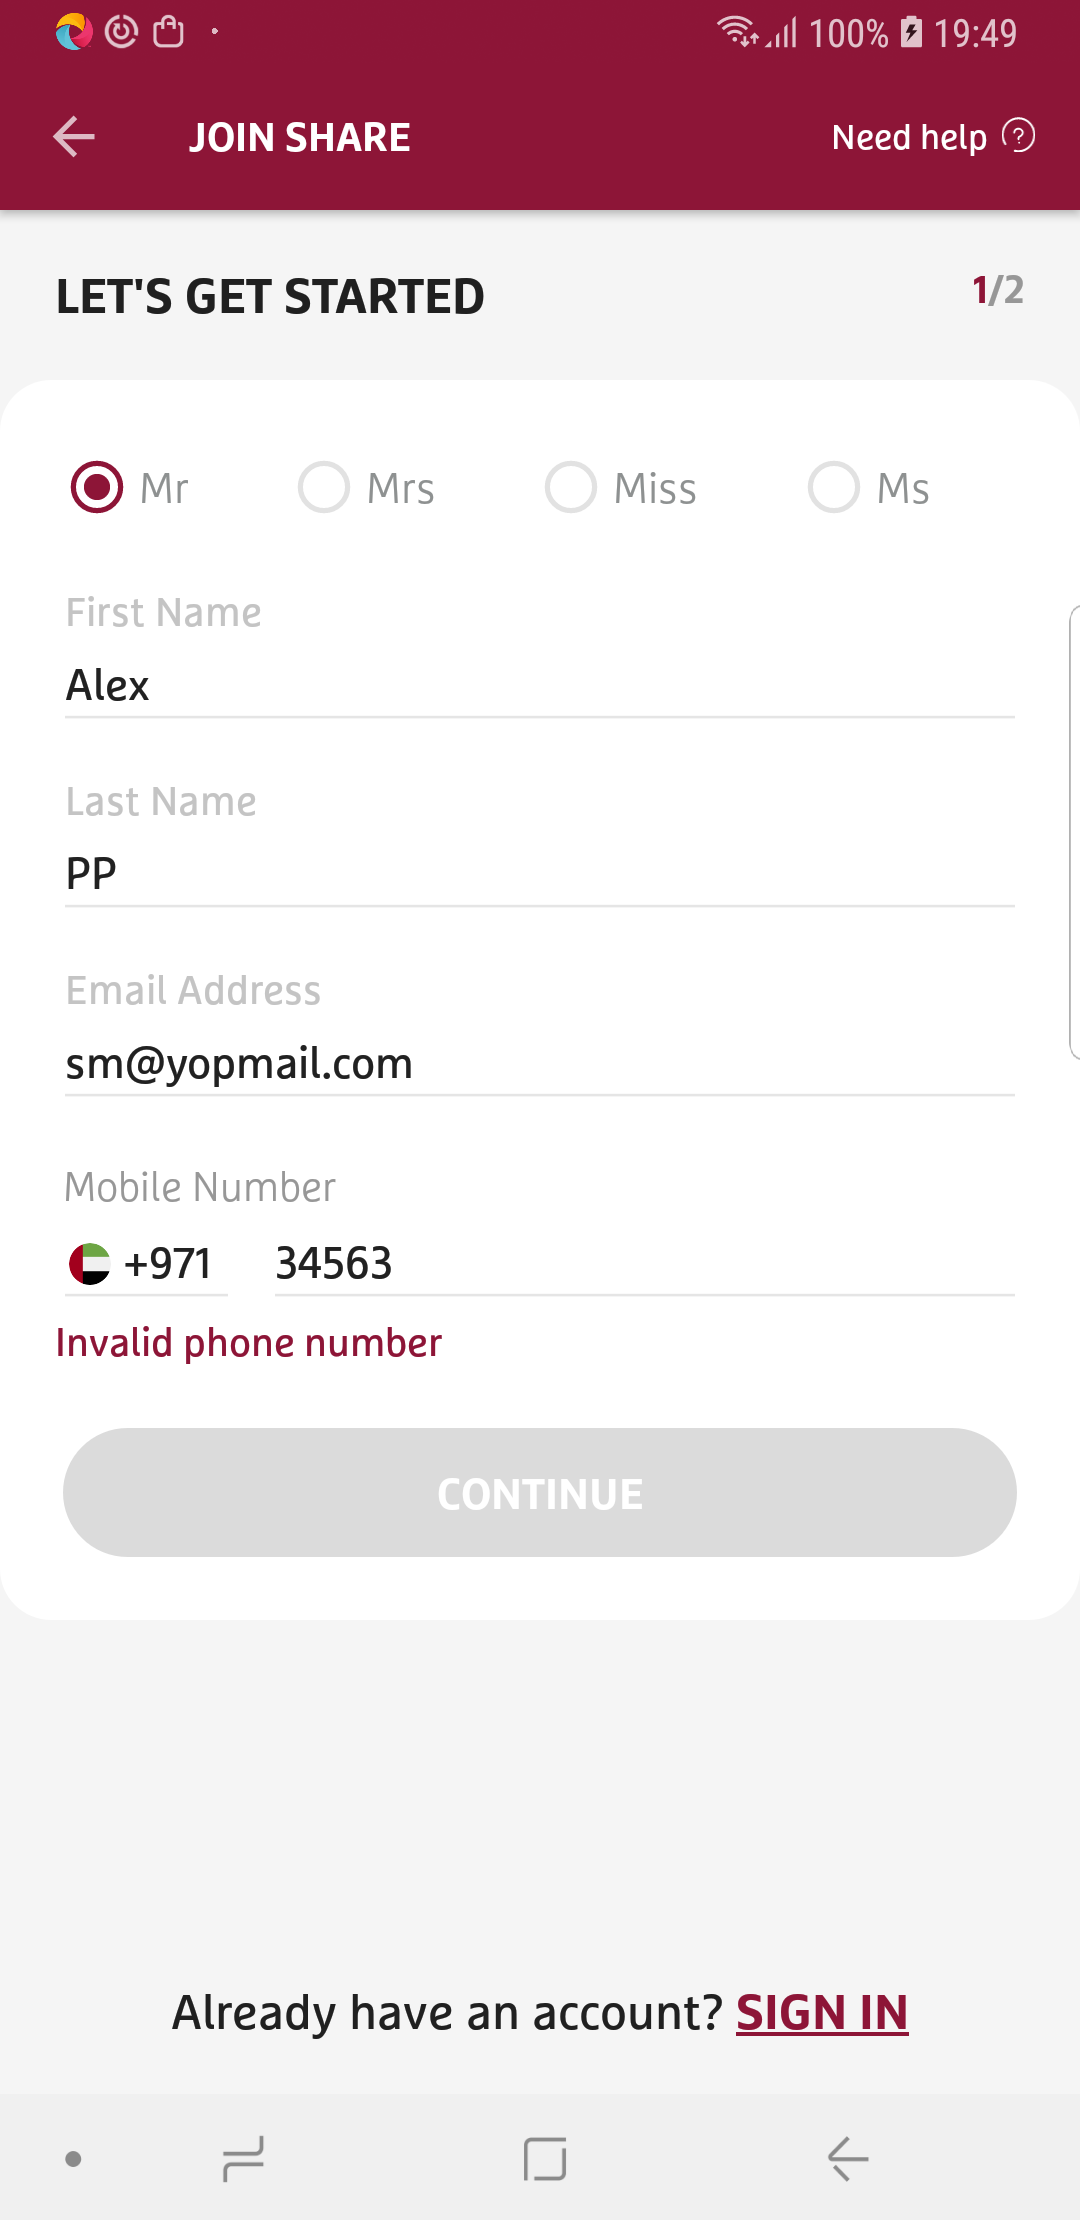 100% 19:49
JOIN SHARE Need help ?
LET'S GET STARTED 1/2
Mr Mrs Miss Ms
First Name
Alex
Last Name
PP
Email Address
sm@yopmail.com
Mobile Number
+971 34563
Invalid phone number
CONTINUE
Already have an account? SIGN IN